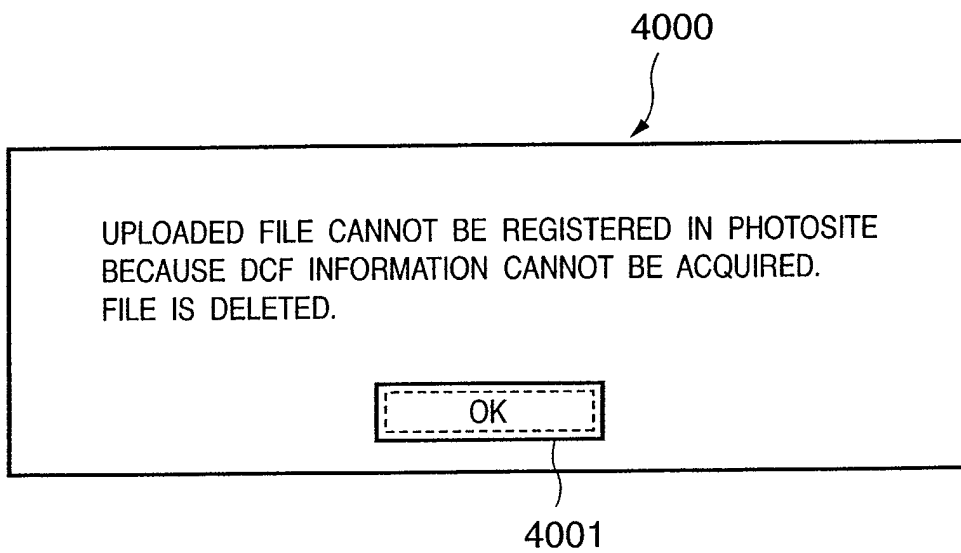 4000
UPLOADED FILE CANNOT BE REGISTERED IN PHOTOSITE
BECAUSE DCF INFORMATION CANNOT BE ACQUIRED.
FILE IS DELETED.
OK
4001